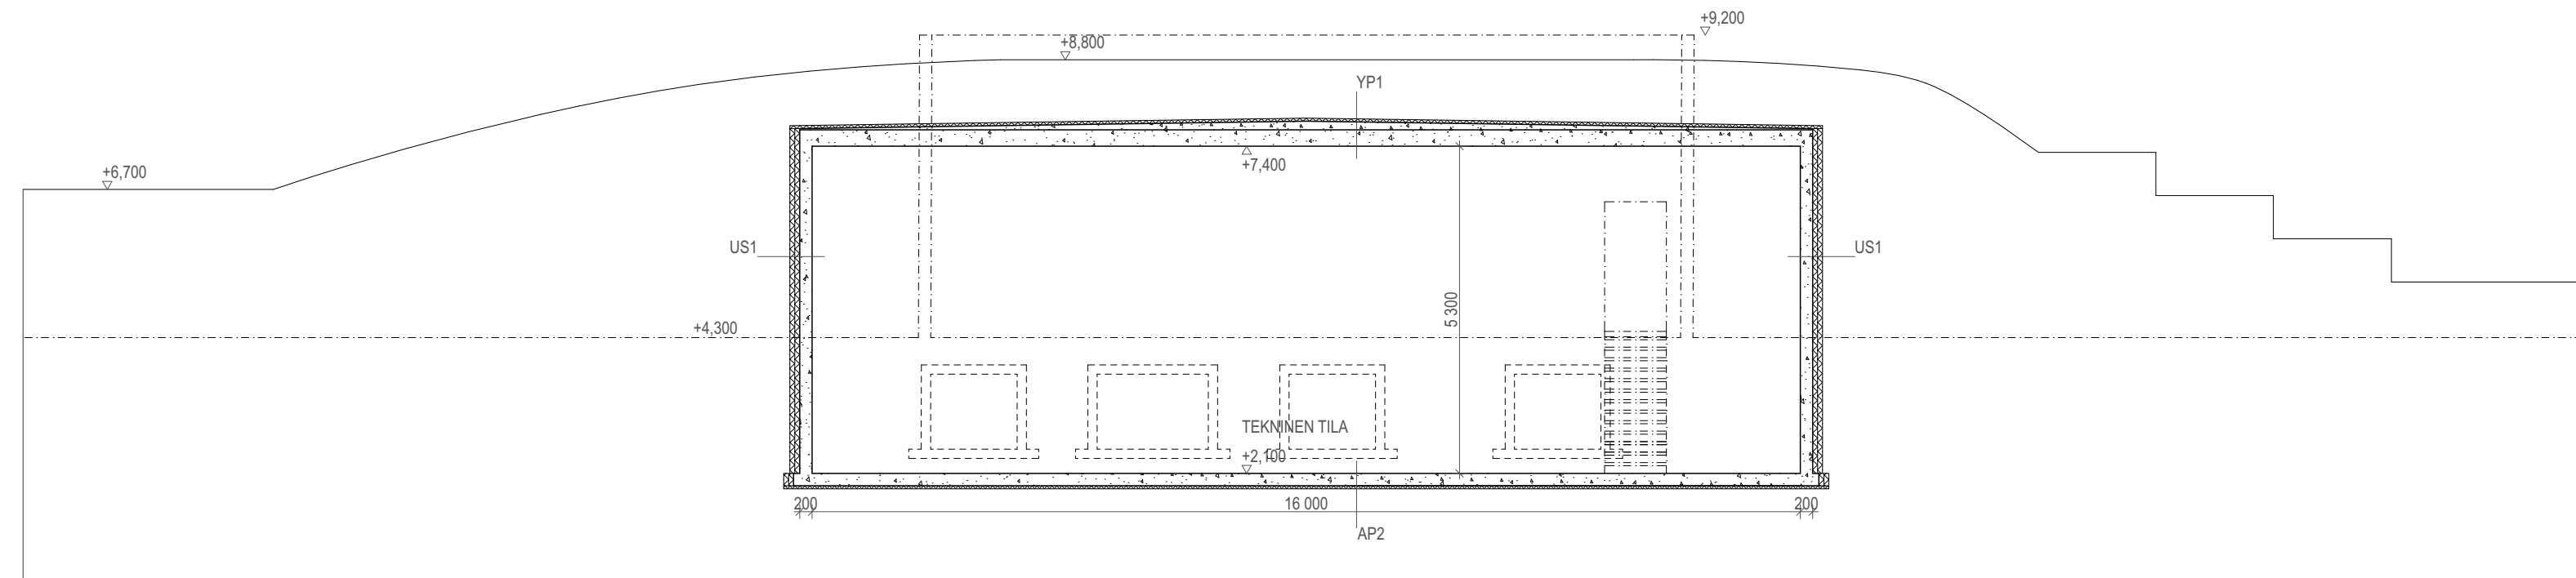 +9,200
+8,800
YP1
+7,400
+6,700
US1
US1
5 300
+4,300
TEKNINEN TILA
+2,100
200
16 000
200
AP2